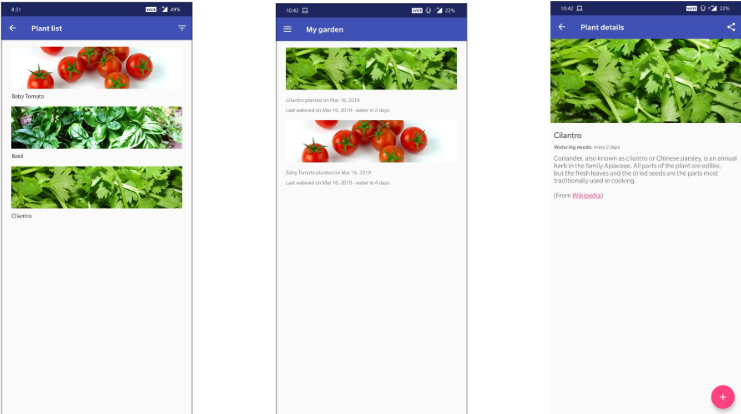 8:31
49%
Plant list
Baby Tomato
Basil
Cilantro
10:42
22%
My garden
Cilantro planted on Mar 16, 2019
Last watered on Mar 16, 2019 - water in 2 days.
Baby Tomato planted on Mar 16, 2019
Last watered on Mar 16, 2019 - water in 4 days.
10:42
22%
Plant details
Cilantro
Watering needs: every 2 days
Coriander, also known as cilantro or Chinese parsley, is an annual
herb in the family Apiaceae. All parts of the plant are edible,
but the fresh leaves and the dried seeds are the parts most
traditionally used in cooking.
(From Wikipedia)